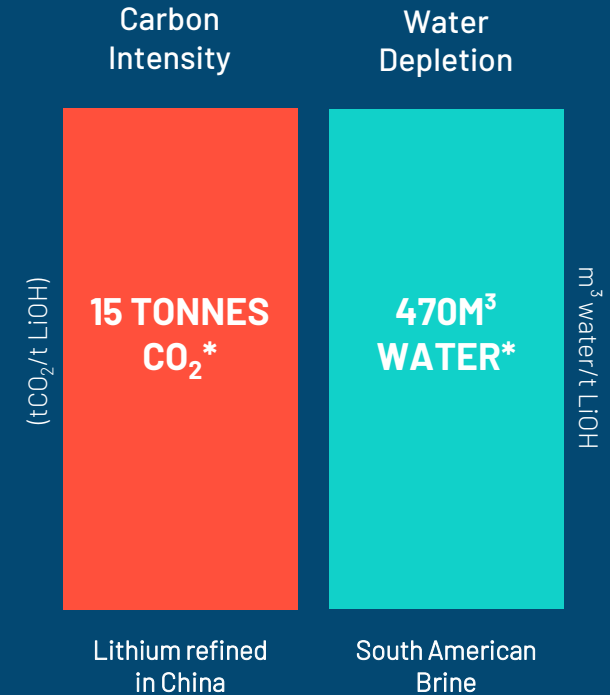 Carbon
Intensity
Water
Depletion
(tCO₂/t LiOH)
15 TONNES
CO₂*
470M³
WATER*
m³ water/t LiOH
Lithium refined
in China
South American
Brine